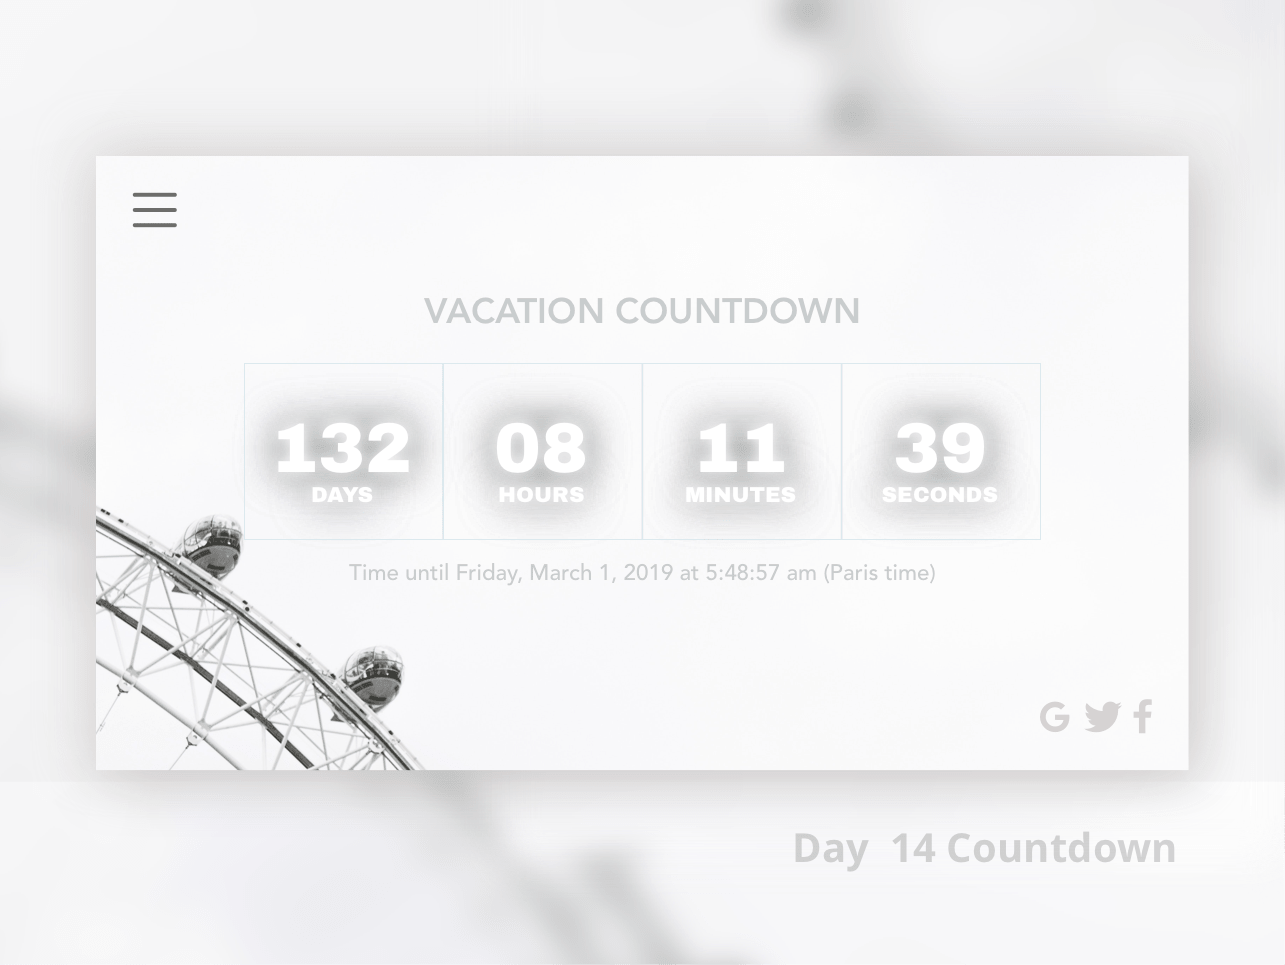 VACATION COUNTDOWN
132 08 11 39
DAYS HOURS MINUTES SECONDS
Time until Friday, March 1, 2019 at 5:48:57 am (Paris time)
Day 14 Countdown